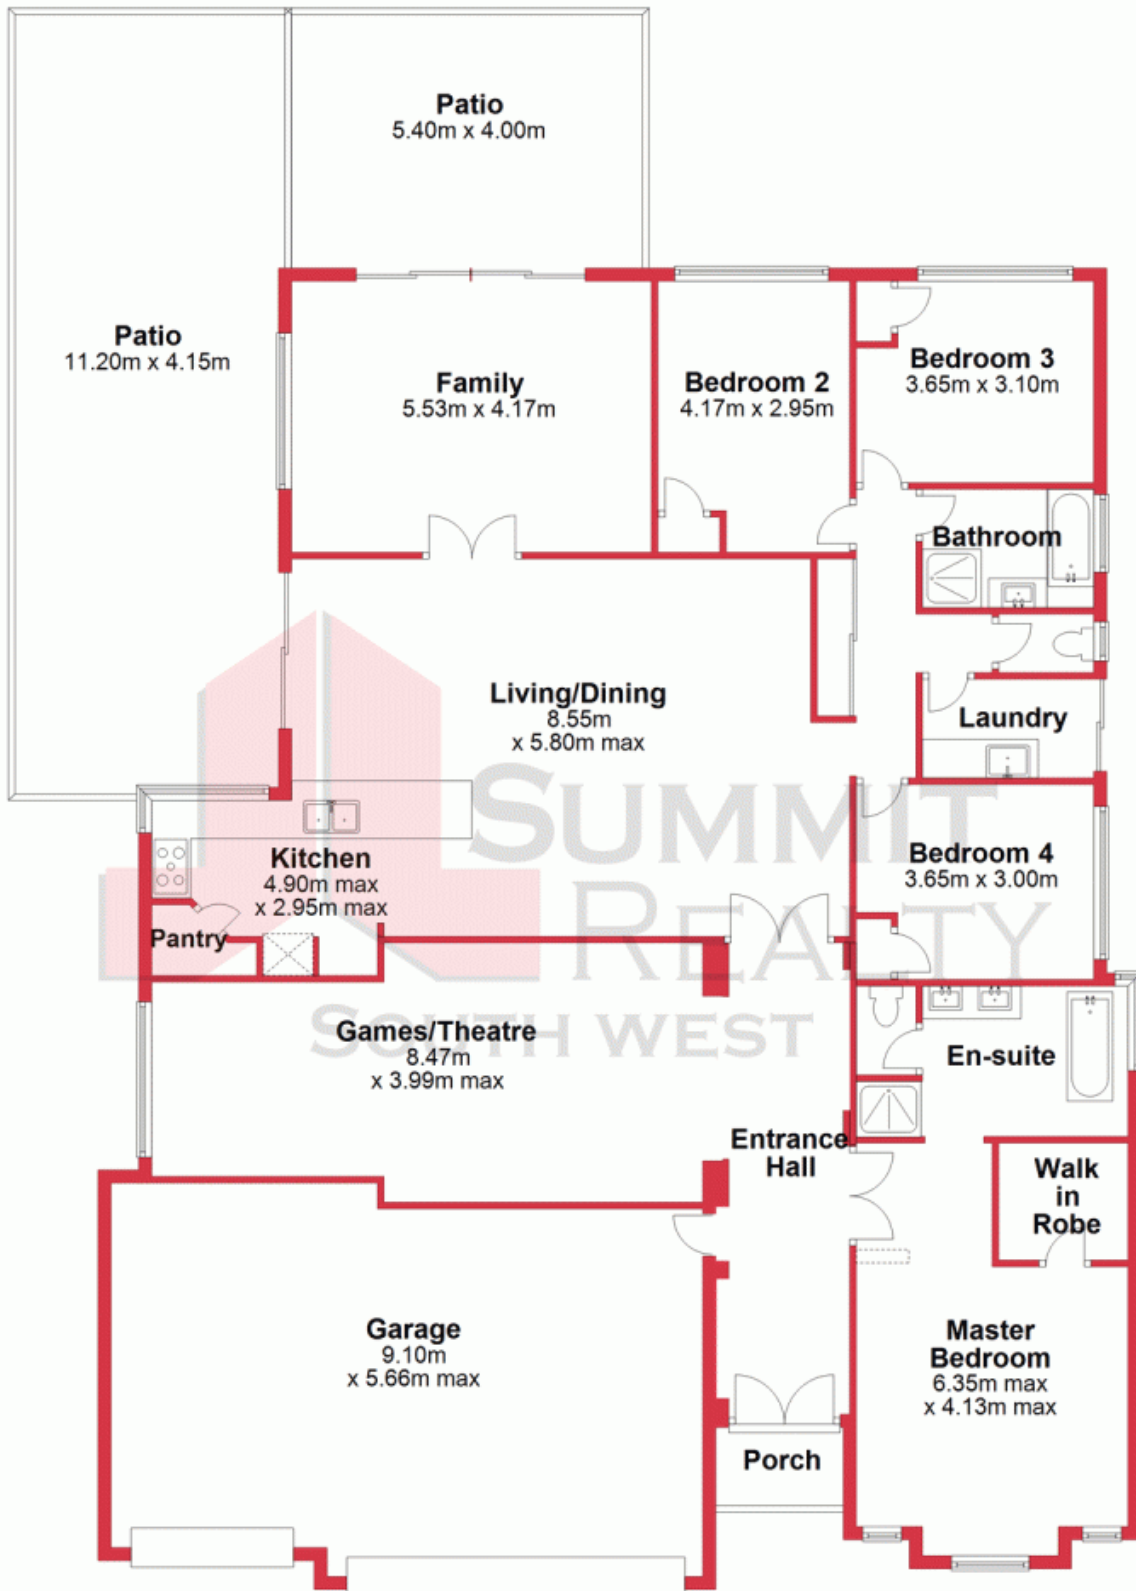 Patio
5.40m x 4.00m
Patio
11.20m x 4.15m
Family
5.53m x 4.17m
Bedroom 2
4.17m x 2.95m
Bedroom 3
3.65m x 3.10m
Bathroom
Living/Dining
8.55m
x 5.80m max
Laundry
SUMMIT
REALTY
SOUTH WEST
Kitchen
4.90m max
x 2.95m max
Pantry
Bedroom 4
3.65m x 3.00m
Games/Theatre
8.47m
x 3.99m max
En-suite
Entrance
Hall
Walk
in
Robe
Garage
9.10m
x 5.66m max
Master
Bedroom
6.35m max
x 4.13m max
Porch